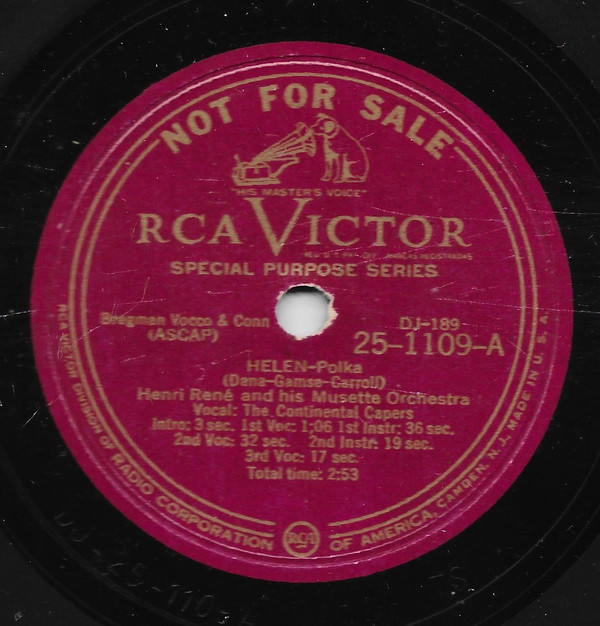 NOT FOR SALE
"HIS MASTER'S VOICE"
RCA VICTOR
SPECIAL PURPOSE SERIES
Bregman Vocco & Conn
(ASCAP)
DJ-189
25-1109-A
HELEN-Polka
(Dana-Gamse-Carroll)
Henri René and his Musette Orchestra
Vocal: The Continental Capers
Intro: 3 sec. 1st Voc: 1:06 1st Instr: 36 sec.
2nd Voc: 32 sec. 2nd Instr: 19 sec.
3rd Voc: 17 sec.
Total time: 2:53
RCA VICTOR DIVISION OF RADIO CORPORATION OF AMERICA, CAMDEN, N. J. MADE IN U. S. A.
RCA